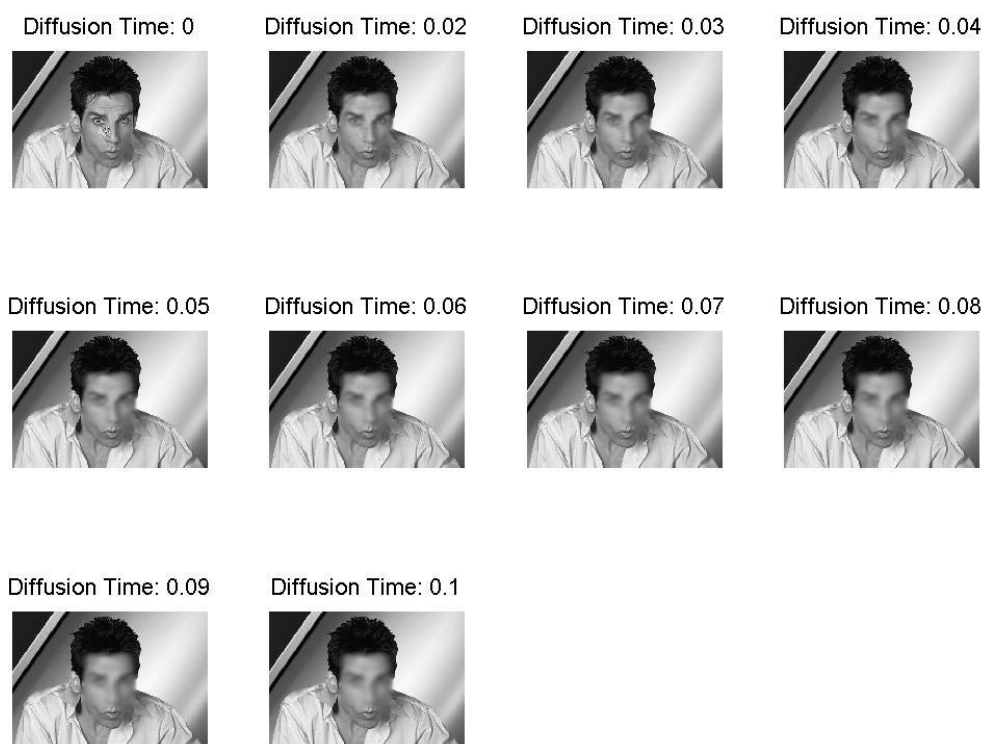 Diffusion Time: 0
Diffusion Time: 0.02
Diffusion Time: 0.03
Diffusion Time: 0.04
Diffusion Time: 0.05
Diffusion Time: 0.06
Diffusion Time: 0.07
Diffusion Time: 0.08
Diffusion Time: 0.09
Diffusion Time: 0.1